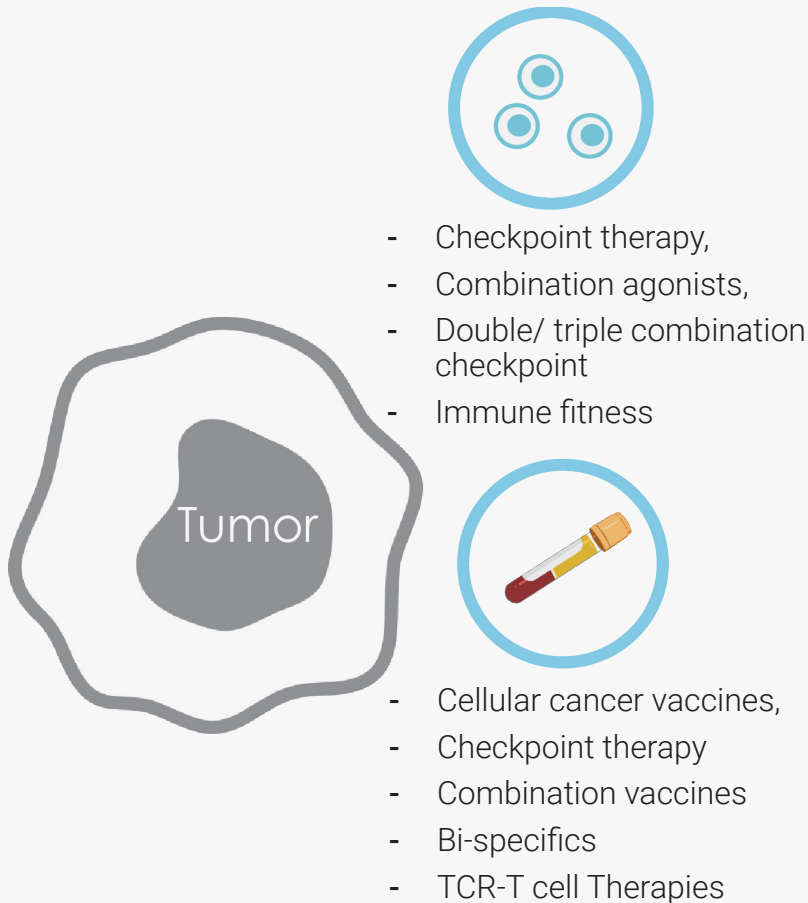 - Checkpoint therapy,
- Combination agonists,
- Double/ triple combination
checkpoint
- Immune fitness
Tumor
- Cellular cancer vaccines,
- Checkpoint therapy
- Combination vaccines
- Bi-specifics
- TCR-T cell Therapies